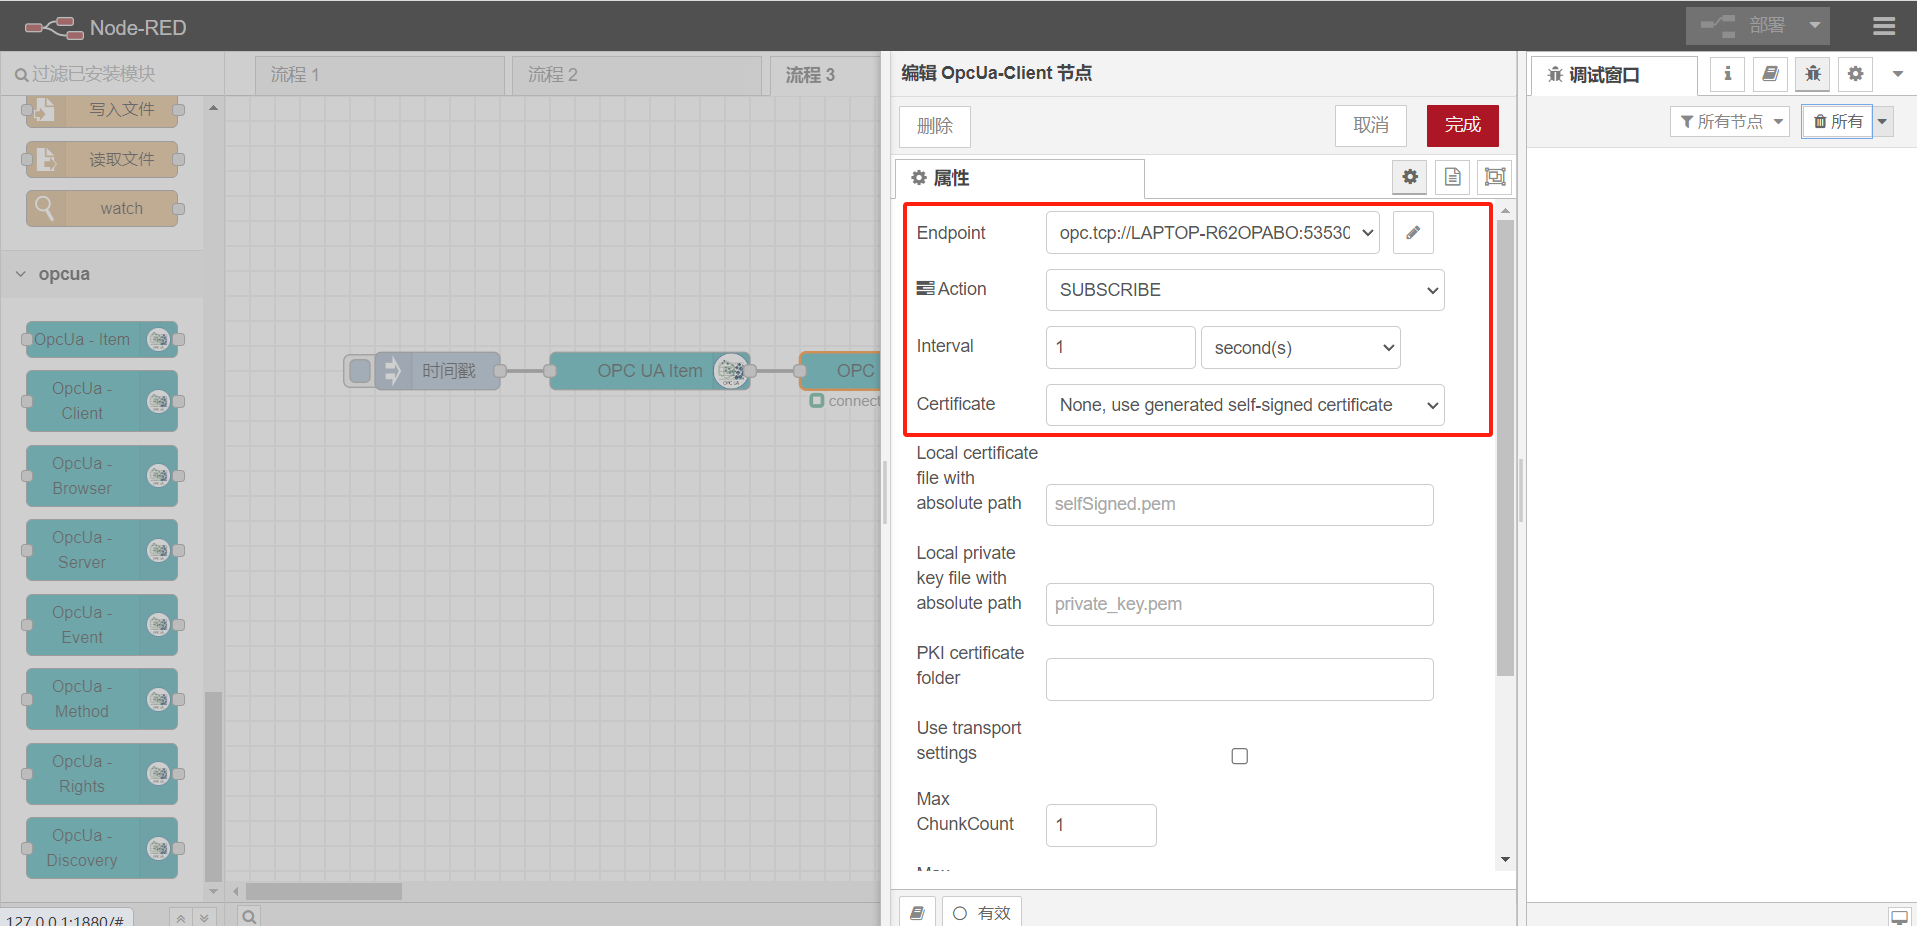 Node-RED
部署
过滤已安装模块
流程 1
流程 2
流程 3
写入文件
读取文件
watch
opcua
OpcUa - Item
OpcUa -
Client
OpcUa -
Browser
OpcUa -
Server
OpcUa -
Event
OpcUa -
Method
OpcUa -
Rights
OpcUa -
Discovery
时间戳
OPC UA Item
OPC UA
OPC
connect
127.0.0.1:1880/#
编辑 OpcUa-Client 节点
删除
取消
完成
属性
Endpoint
opc.tcp://LAPTOP-R62OPABO:53530
Action
SUBSCRIBE
Interval
1
second(s)
Certificate
None, use generated self-signed certificate
Local certificate
file with
absolute path
selfSigned.pem
Local private
key file with
absolute path
private_key.pem
PKI certificate
folder
Use transport
settings
Max
ChunkCount
1
有效
调试窗口
所有节点
所有